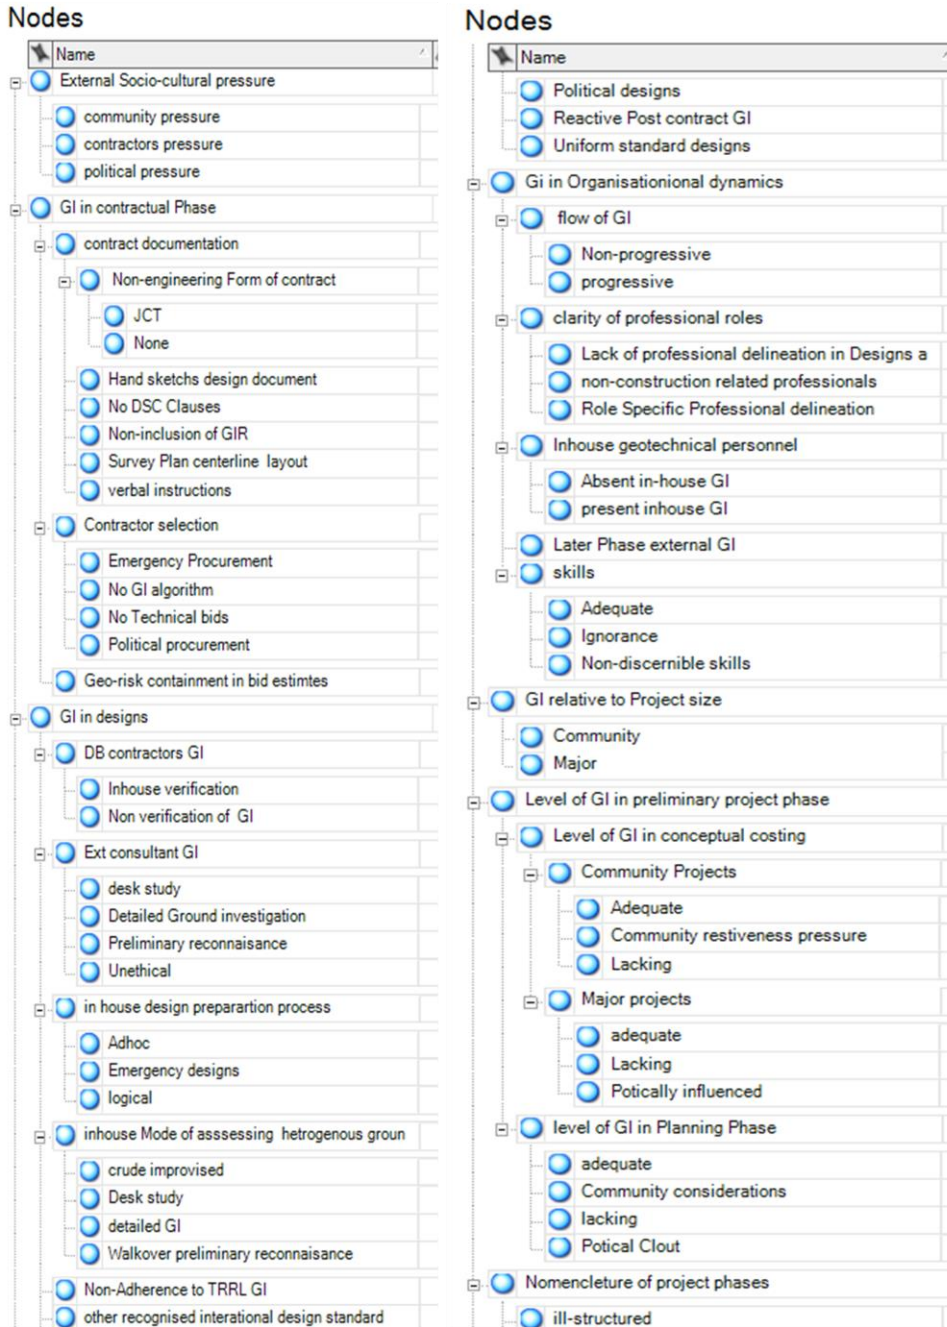 Nodes
Name
External Socio-cultural pressure
community pressure
contractors pressure
political pressure
GI in contractual Phase
contract documentation
Non-engineering Form of contract
JCT
None
Hand sketchs design document
No DSC Clauses
Non-inclusion of GIR
Survey Plan centerline layout
verbal instructions
Contractor selection
Emergency Procurement
No GI algorithm
No Technical bids
Political procurement
Geo-risk containment in bid estimtes
GI in designs
DB contractors GI
Inhouse verification
Non verification of GI
Ext consultant GI
desk study
Detailed Ground investigation
Preliminary reconnaisance
Unethical
in house design preparartion process
Adhoc
Emergency designs
logical
inhouse Mode of asssessing hetrogenous groun
crude improvised
Desk study
detailed GI
Walkover preliminary reconnaisance
Non-Adherence to TRRL GI
other recognised interational design standard
Nodes
Name
Political designs
Reactive Post contract GI
Uniform standard designs
Gi in Organisationional dynamics
flow of GI
Non-progressive
progressive
clarity of professional roles
Lack of professional delineation in Designs a
non-construction related professionals
Role Specific Professional delineation
Inhouse geotechnical personnel
Absent in-house GI
present inhouse GI
Later Phase external GI
skills
Adequate
Ignorance
Non-discernible skills
GI relative to Project size
Community
Major
Level of GI in preliminary project phase
Level of GI in conceptual costing
Community Projects
Adequate
Community restiveness pressure
Lacking
Major projects
adequate
Lacking
Potically influenced
level of GI in Planning Phase
adequate
Community considerations
lacking
Potical Clout
Nomencleture of project phases
ill-structured